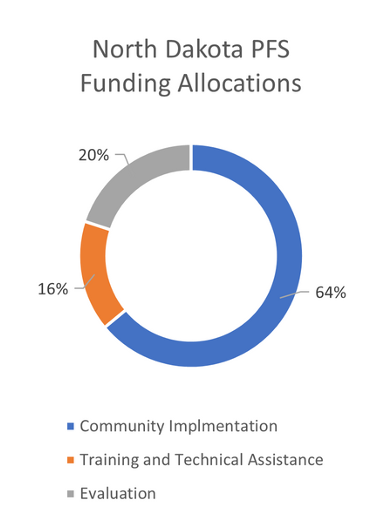 North Dakota PFS
Funding Allocations
20%
16%
64%
Community Implmentation
Training and Technical Assistance
Evaluation